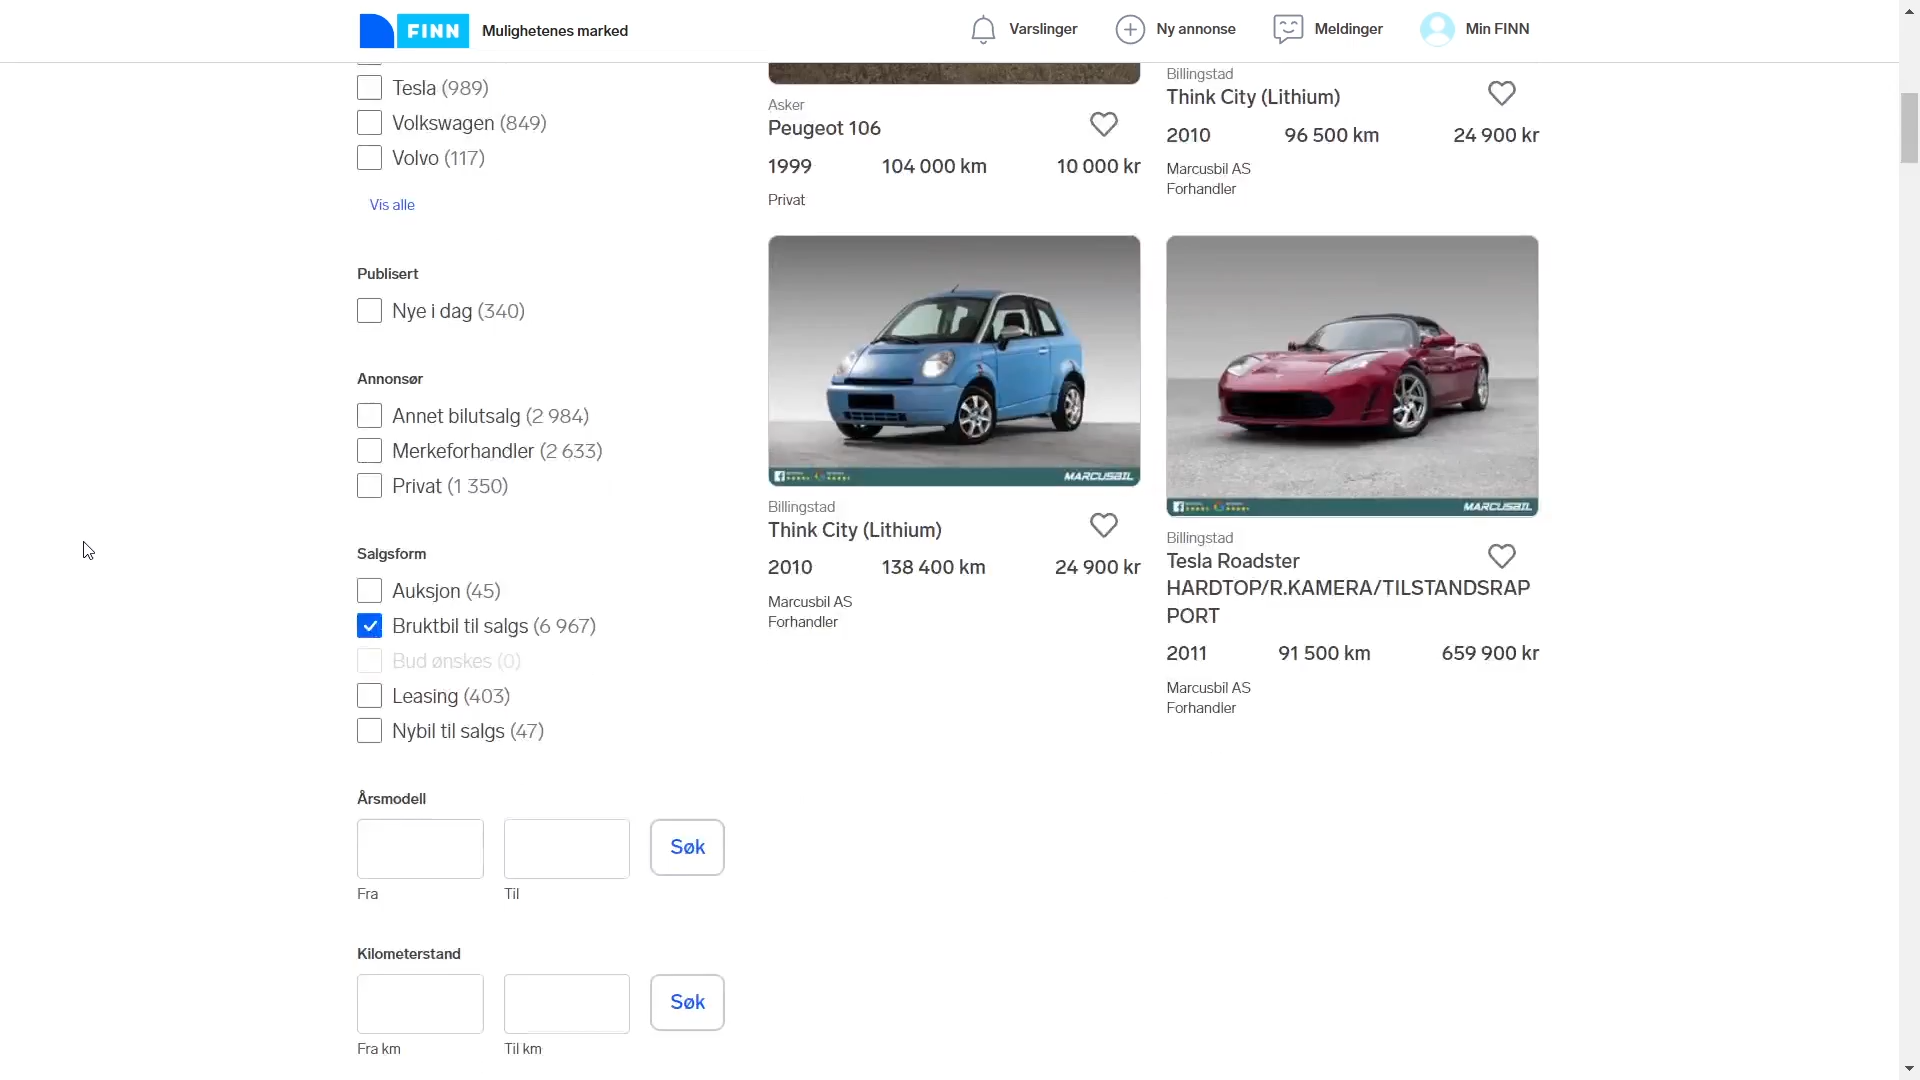 FINN
Mulighetenes marked
Varslinger
Ny annonse
Meldinger
Min FINN
Tesla (989)
Volkswagen (849)
Volvo (117)
Vis alle
Publisert
Nye i dag (340)
Annonsør
Annet bilutsalg (2 984)
Merkeforhandler (2 633)
Privat (1 350)
Salgsform
Auksjon (45)
Bruktbil til salgs (6 967)
Bud ønskes (0)
Leasing (403)
Nybil til salgs (47)
Årsmodell
Søk
Fra
Til
Kilometerstand
Søk
Fra km
Til km
Asker
Peugeot 106
1999 104 000 km 10 000 kr
Privat
Billingstad
Think City (Lithium)
2010 96 500 km 24 900 kr
Marcusbil AS
Forhandler
MARCUSBIL
Billingstad
Think City (Lithium)
2010 138 400 km 24 900 kr
Marcusbil AS
Forhandler
MARCUSBIL
Billingstad
Tesla Roadster
HARDTOP/R.KAMERA/TILSTANDSRAP
PORT
2011 91 500 km 659 900 kr
Marcusbil AS
Forhandler